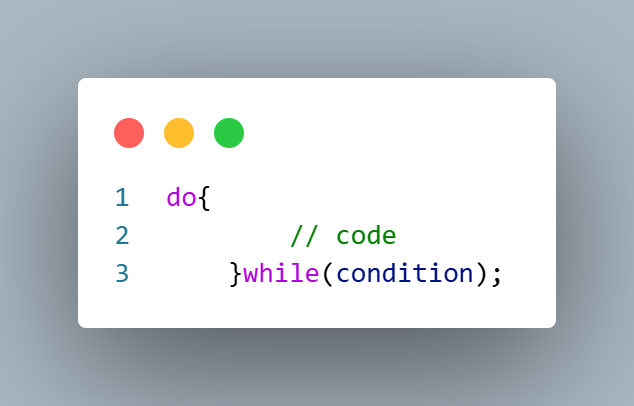 1 do{
2 // code
3 }while(condition);